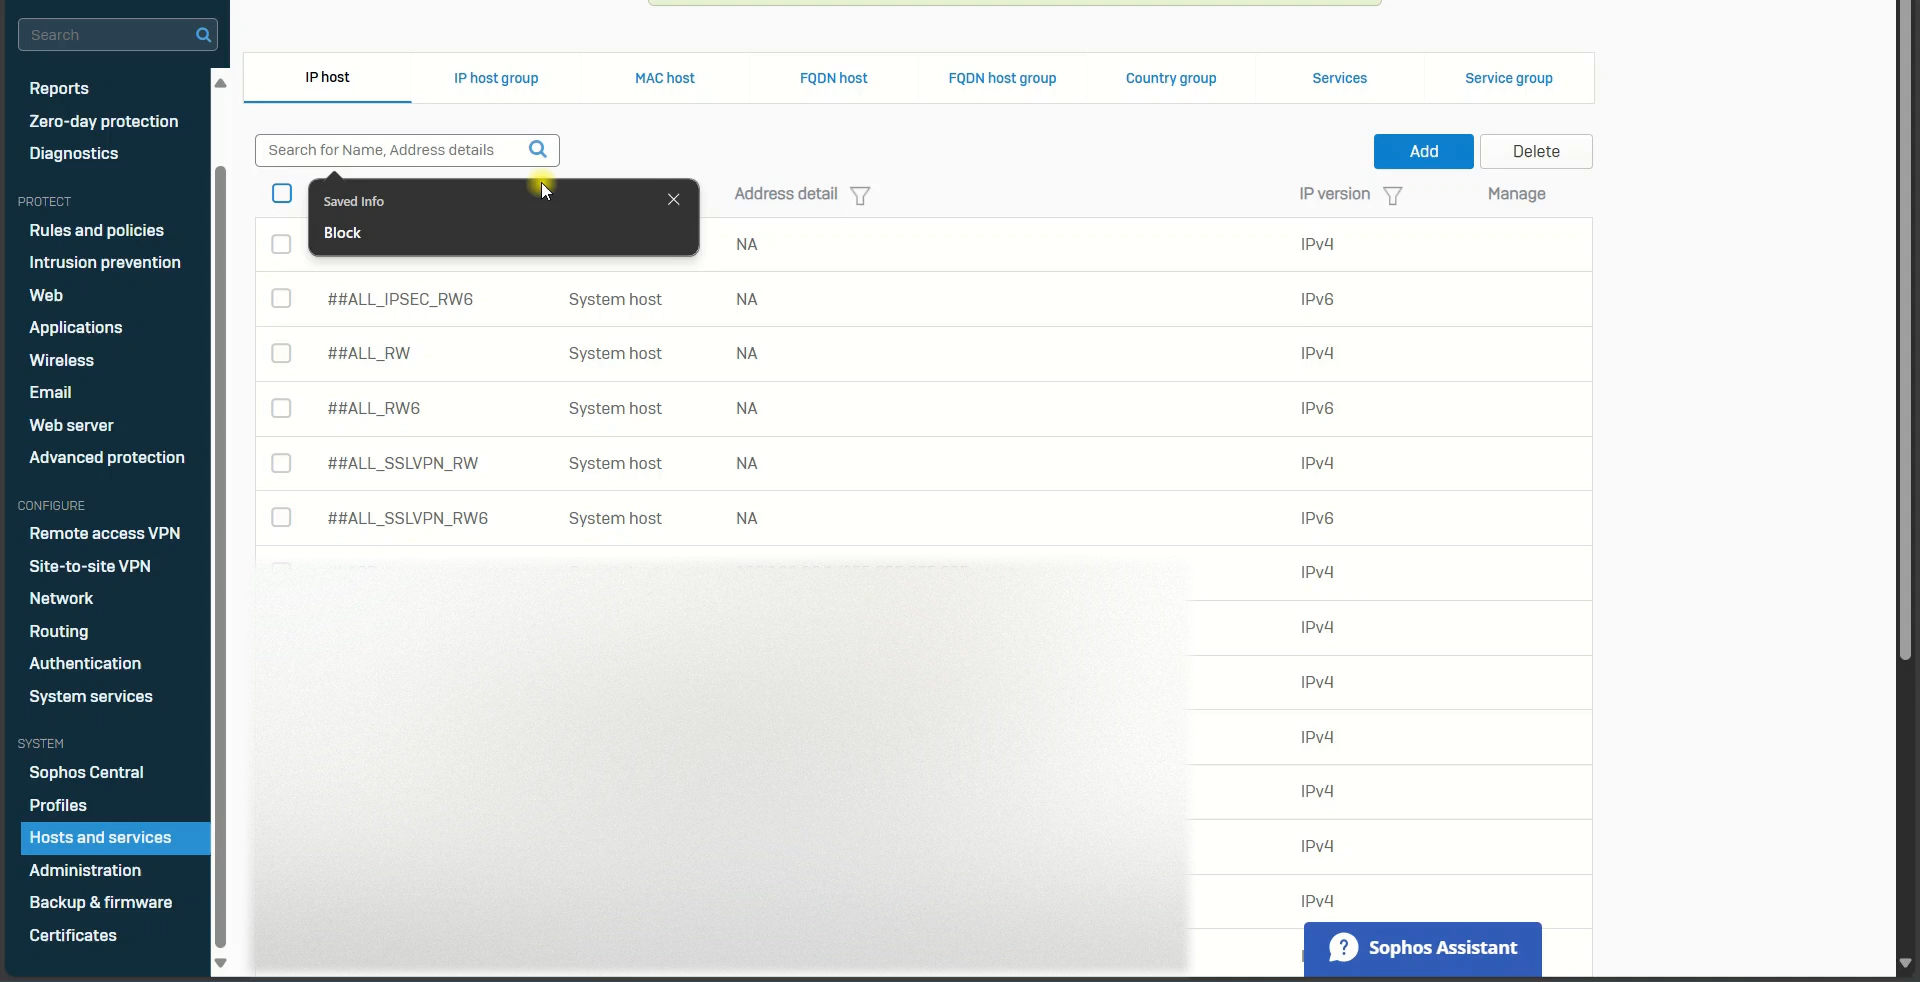 Search
Reports
Zero-day protection
Diagnostics
PROTECT
Rules and policies
Intrusion prevention
Web
Applications
Wireless
Email
Web server
Advanced protection
CONFIGURE
Remote access VPN
Site-to-site VPN
Network
Routing
Authentication
System services
SYSTEM
Sophos Central
Profiles
Hosts and services
Administration
Backup & firmware
Certificates
IP host IP host group MAC host FQDN host FQDN host group Country group Services Service group
Search for Name, Address details
Add Delete
Saved Info
Block
Address detail IP version Manage
NA IPv4
##ALL_IPSEC_RW6 System host NA IPv6
##ALL_RW System host NA IPv4
##ALL_RW6 System host NA IPv6
##ALL_SSLVPN_RW System host NA IPv4
##ALL_SSLVPN_RW6 System host NA IPv6
IPv4
IPv4
IPv4
IPv4
IPv4
IPv4
IPv4
? Sophos Assistant